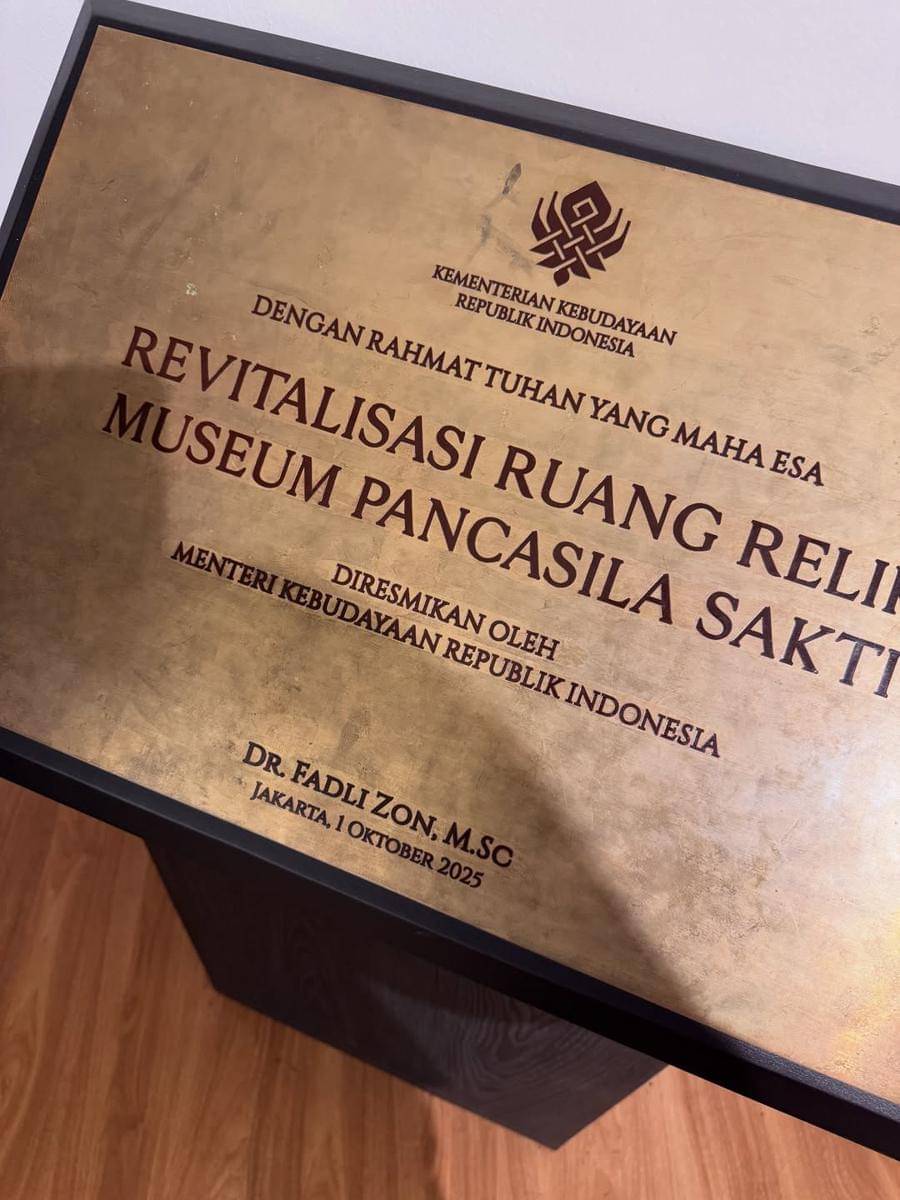 KEMENTERIAN KEBUDAYAAN
REPUBLIK INDONESIA
DENGAN RAHMAT TUHAN YANG MAHA ESA
REVITALISASI RUANG
MUSEUM PANCASILA SAKTI
DIRESMIKAN OLEH
MENTERI KEBUDAYAAN REPUBLIK INDONESIA
DR. FADLI ZON, M.SC
JAKARTA, 1 OKTOBER 2025